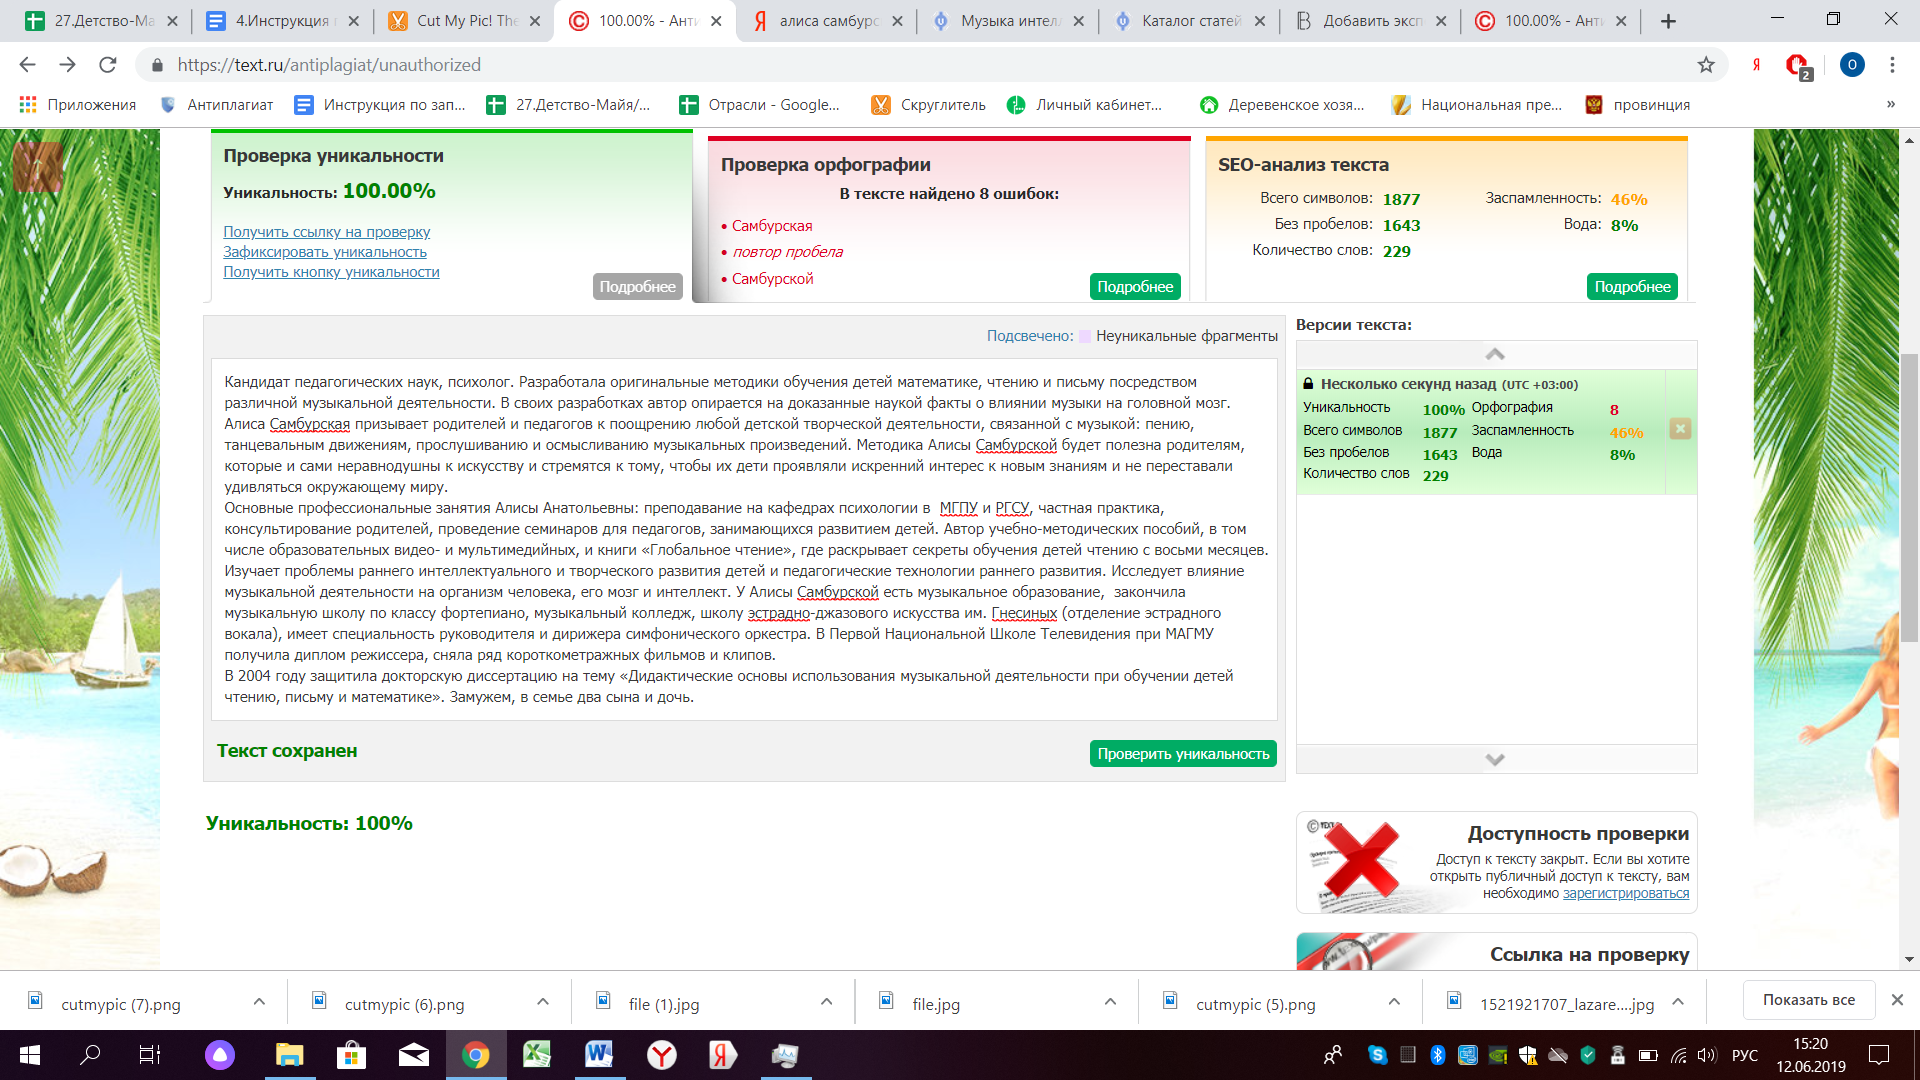 27.Детство-Ма
4.Инструкция п
Cut My Pic! The
100.00% - Анти
алиса самбурс
Музыка интел
Каталог статей
Добавить эксп
100.00% - Анти
https://text.ru/antiplagiat/unauthorized
2
O
Приложения
Антиплагиат
Инструкция по зап...
27.Детство-Майя/...
Отрасли - Google...
Скруглитель
Личный кабинет...
Деревенское хозя...
Национальная пре...
провинция
»
Проверка уникальности
Уникальность: 100.00%
Получить ссылку на проверку
Зафиксировать уникальность
Получить кнопку уникальности
Подробнее
Проверка орфографии
В тексте найдено 8 ошибок:
• Самбурская
• повтор пробела
• Самбурской
Подробнее
SEO-анализ текста
Всего символов: 1877 Заспамленность: 46%
Без пробелов: 1643 Вода: 8%
Количество слов: 229
Подробнее
Подсвечено: Неуникальные фрагменты
Кандидат педагогических наук, психолог. Разработала оригинальные методики обучения детей математике, чтению и письму посредством
различной музыкальной деятельности. В своих разработках автор опирается на доказанные наукой факты о влиянии музыки на головной мозг.
Алиса Самбурская призывает родителей и педагогов к поощрению любой детской творческой деятельности, связанной с музыкой: пению,
танцевальным движениям, прослушиванию и осмысливанию музыкальных произведений. Методика Алисы Самбурской будет полезна родителям,
которые и сами неравнодушны к искусству и стремятся к тому, чтобы их дети проявляли искренний интерес к новым знаниям и не переставали
удивляться окружающему миру.
Основные профессиональные занятия Алисы Анатольевны: преподавание на кафедрах психологии в  МГПУ и РГСУ, частная практика,
консультирование родителей, проведение семинаров для педагогов, занимающихся развитием детей. Автор учебно-методических пособий, в том
числе образовательных видео- и мультимедийных, и книги «Глобальное чтение», где раскрывает секреты обучения детей чтению с восьми месяцев.
Изучает проблемы раннего интеллектуального и творческого развития детей и педагогические технологии раннего развития. Исследует влияние
музыкальной деятельности на организм человека, его мозг и интеллект. У Алисы Самбурской есть музыкальное образование,  закончила
музыкальную школу по классу фортепиано, музыкальный колледж, школу эстрадно-джазового искусства им. Гнесиных (отделение эстрадного
вокала), имеет специальность руководителя и дирижера симфонического оркестра. В Первой Национальной Школе Телевидения при МАГМУ
получила диплом режиссера, сняла ряд короткометражных фильмов и клипов.
В 2004 году защитила докторскую диссертацию на тему «Дидактические основы использования музыкальной деятельности при обучении детей
чтению, письму и математике». Замужем, в семье два сына и дочь.
Текст сохранен
Проверить уникальность
Уникальность: 100%
Версии текста:
Несколько секунд назад (UTC +03:00)
Уникальность 100% Орфография 8
Всего символов 1877 Заспамленность 46%
Без пробелов 1643 Вода 8%
Количество слов 229
Доступность проверки
Доступ к тексту закрыт. Если вы хотите
открыть публичный доступ к тексту, вам
необходимо зарегистрироваться
Ссылка на проверку
cutmypic (7).png
cutmypic (6).png
file (1).jpg
file.jpg
cutmypic (5).png
1521921707_lazare....jpg
Показать все
РУС
15:20
12.06.2019